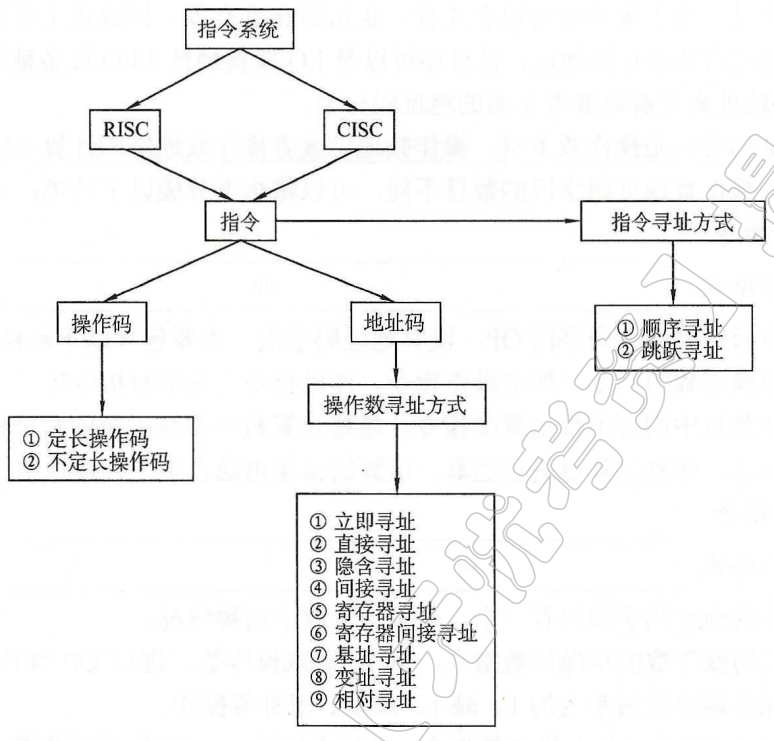 指令系统
RISC
CISC
指令
指令寻址方式
操作码
地址码
① 顺序寻址
② 跳跃寻址
操作数寻址方式
① 定长操作码
② 不定长操作码
① 立即寻址
② 直接寻址
③ 隐含寻址
④ 间接寻址
⑤ 寄存器寻址
⑥ 寄存器间接寻址
⑦ 基址寻址
⑧ 变址寻址
⑨ 相对寻址